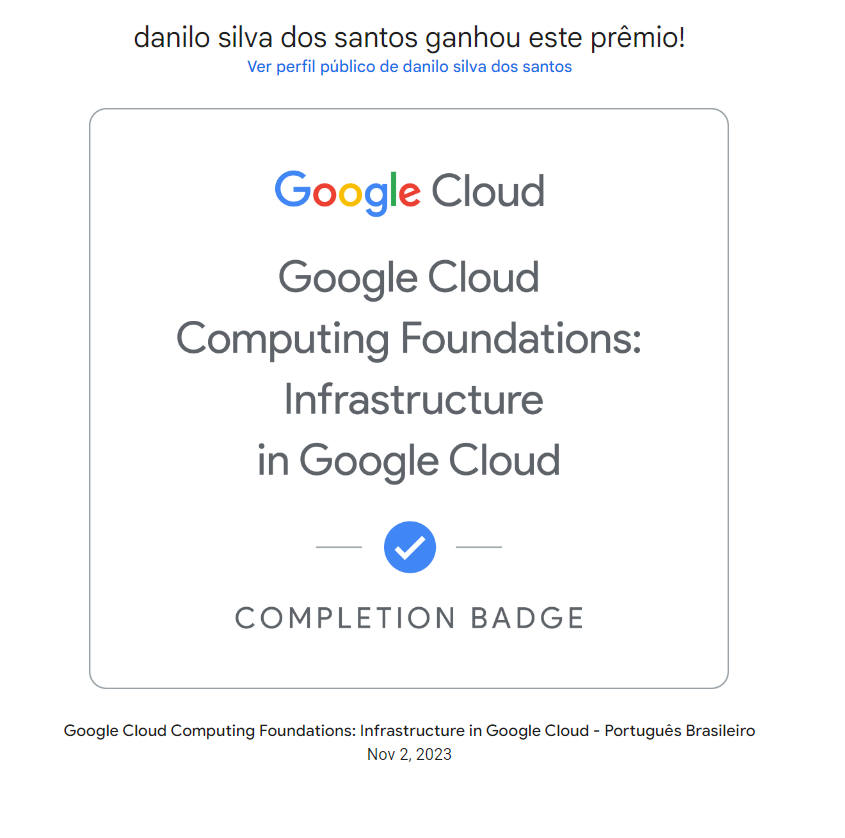 danilo silva dos santos ganhou este prêmio!
Ver perfil público de danilo silva dos santos
Google Cloud
Google Cloud
Computing Foundations:
Infrastructure
in Google Cloud
COMPLETION BADGE
Google Cloud Computing Foundations: Infrastructure in Google Cloud - Português Brasileiro
Nov 2, 2023